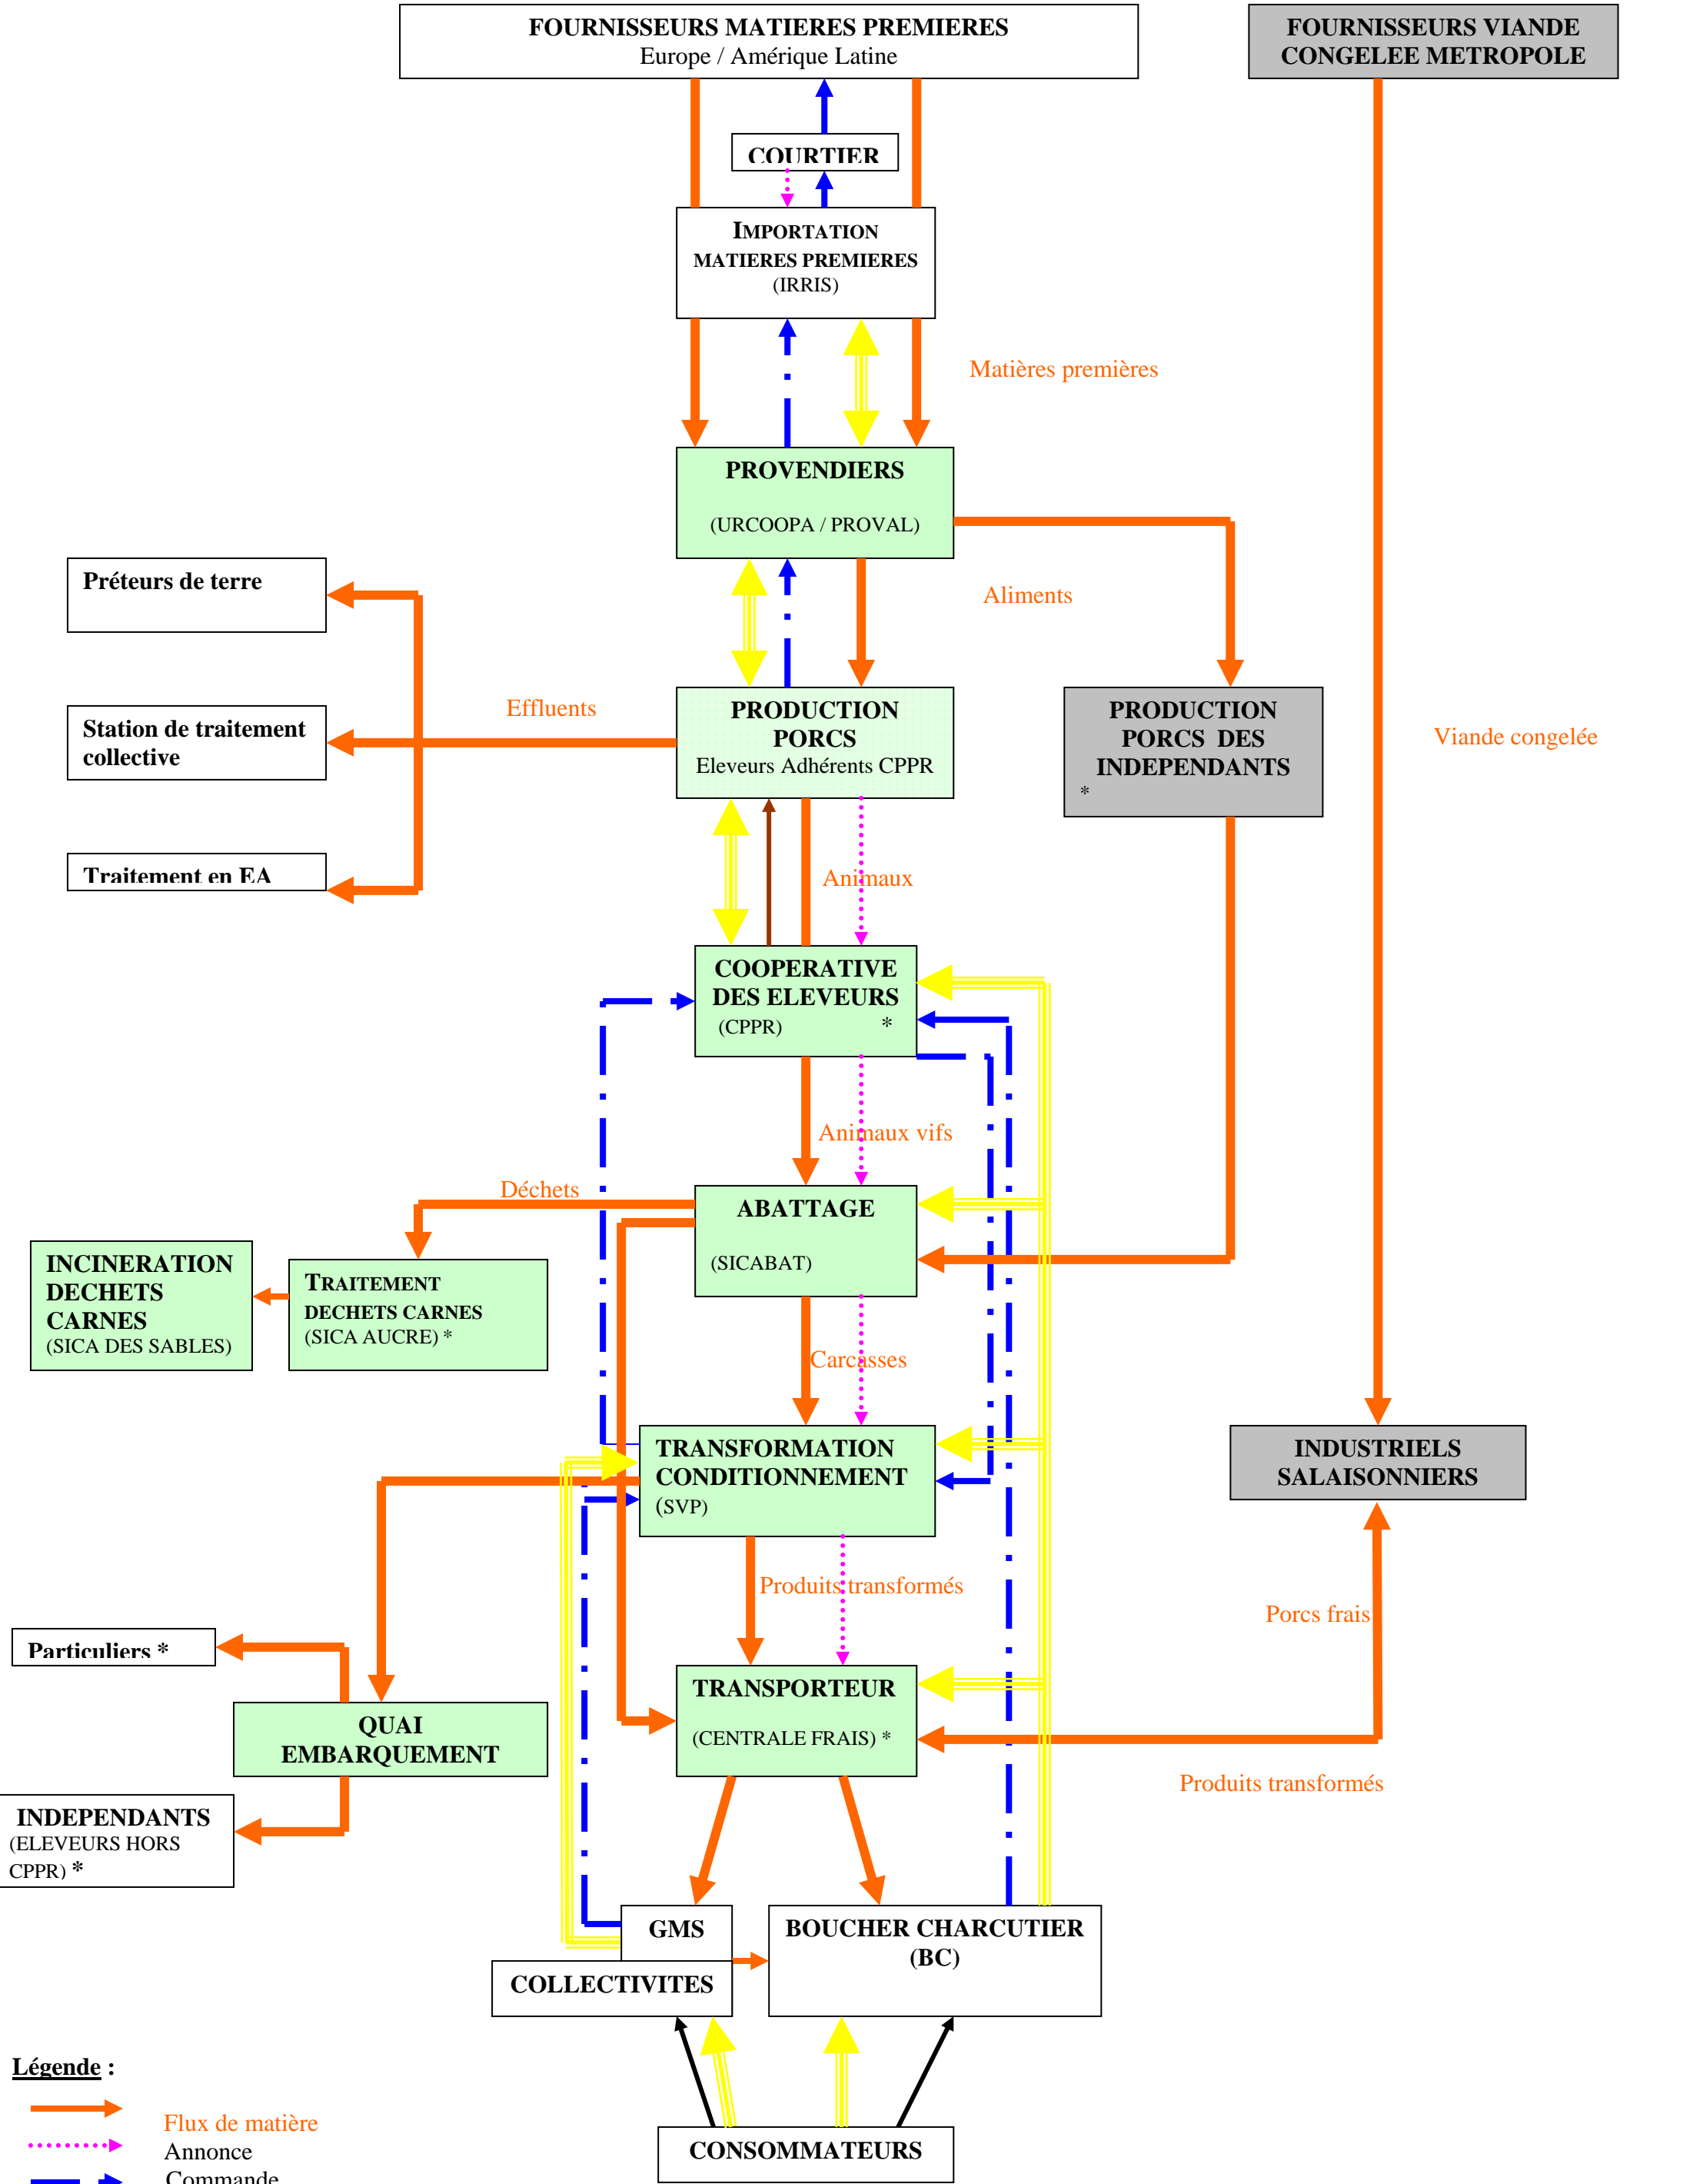 FOURNISSEURS MATIERES PREMIERES
Europe / Amérique Latine
FOURNISSEURS VIANDE
CONGELEE METROPOLE
COURTIER
IMPORTATION
MATIERES PREMIERES
(IRRIS)
Matières premières
PROVENDIERS
(URCOOPA / PROVAL)
Préteurs de terre
Aliments
Effluents
Station de traitement
collective
PRODUCTION
PORCS
Eleveurs Adhérents CPPR
PRODUCTION
PORCS DES
INDEPENDANTS
*
Viande congelée
Traitement en EA
Animaux
COOPERATIVE
DES ELEVEURS
(CPPR) *
Animaux vifs
Déchets
ABATTAGE
(SICABAT)
INCINERATION
DECHETS
CARNES
(SICA DES SABLES)
TRAITEMENT
DECHETS CARNES
(SICA AUCRE) *
Carcasses
TRANSFORMATION
CONDITIONNEMENT
(SVP)
INDUSTRIELS
SALAISONNIERS
Produits transformés
Porcs frais
Particuliers *
TRANSPORTEUR
(CENTRALE FRAIS) *
QUAI
EMBARQUEMENT
Produits transformés
INDEPENDANTS
(ELEVEURS HORS
CPPR) *
GMS
COLLECTIVITES
BOUCHER CHARCUTIER
(BC)
Légende :
Flux de matière
Annonce
Commande
CONSOMMATEURS